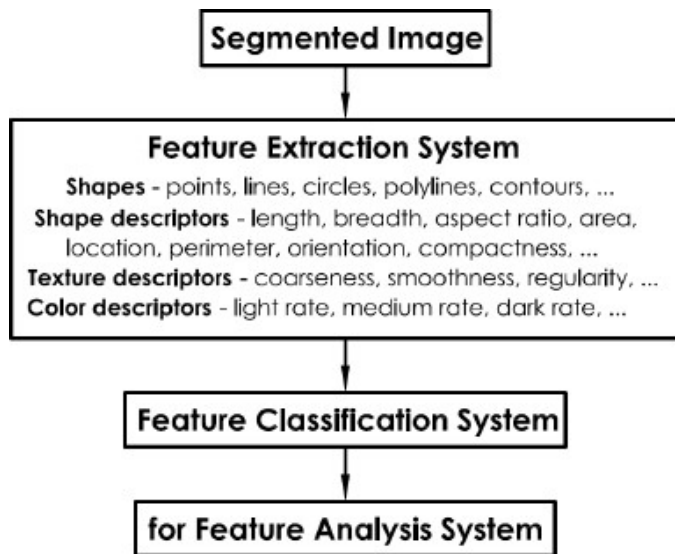 Segmented Image
Feature Extraction System
Shapes - points, lines, circles, polylines, contours, ...
Shape descriptors - length, breadth, aspect ratio, area,
location, perimeter, orientation, compactness, ...
Texture descriptors - coarseness, smoothness, regularity, ...
Color descriptors - light rate, medium rate, dark rate, ...
Feature Classification System
for Feature Analysis System